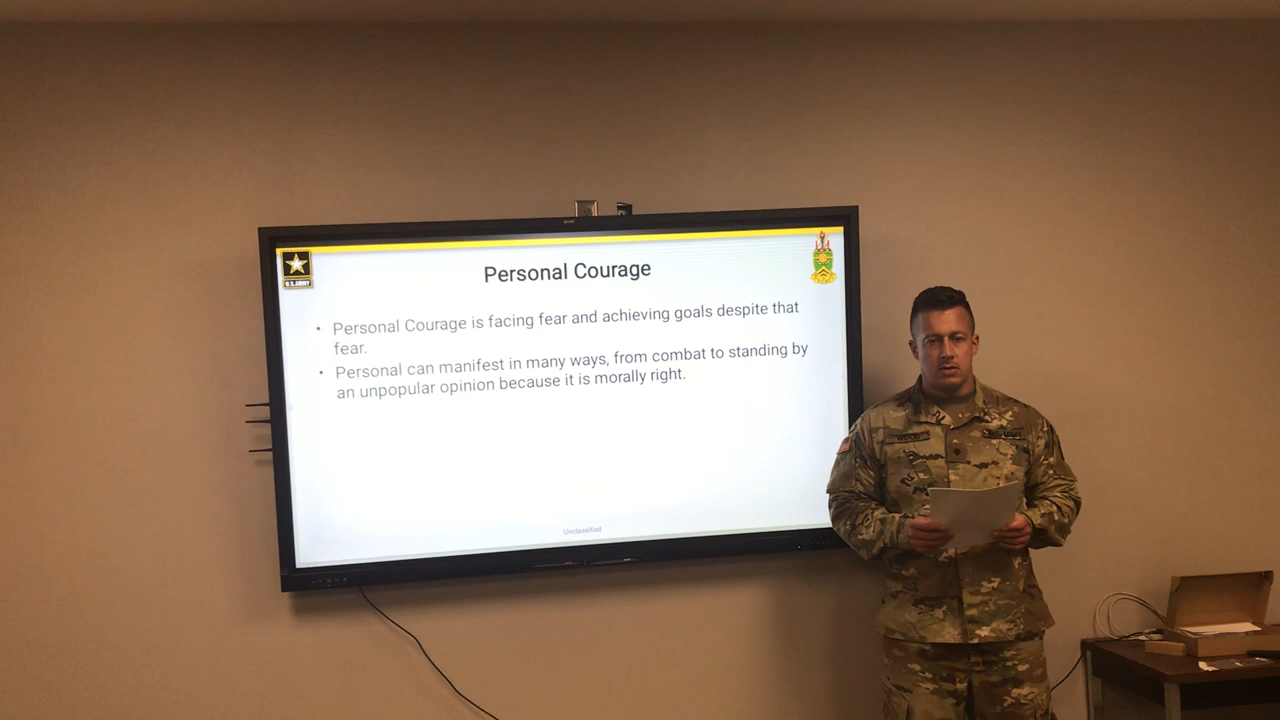 Personal Courage
U.S.ARMY
• Personal Courage is facing fear and achieving goals despite that
fear.
• Personal can manifest in many ways, from combat to standing by
an unpopular opinion because it is morally right.
Unclassified
WOOD